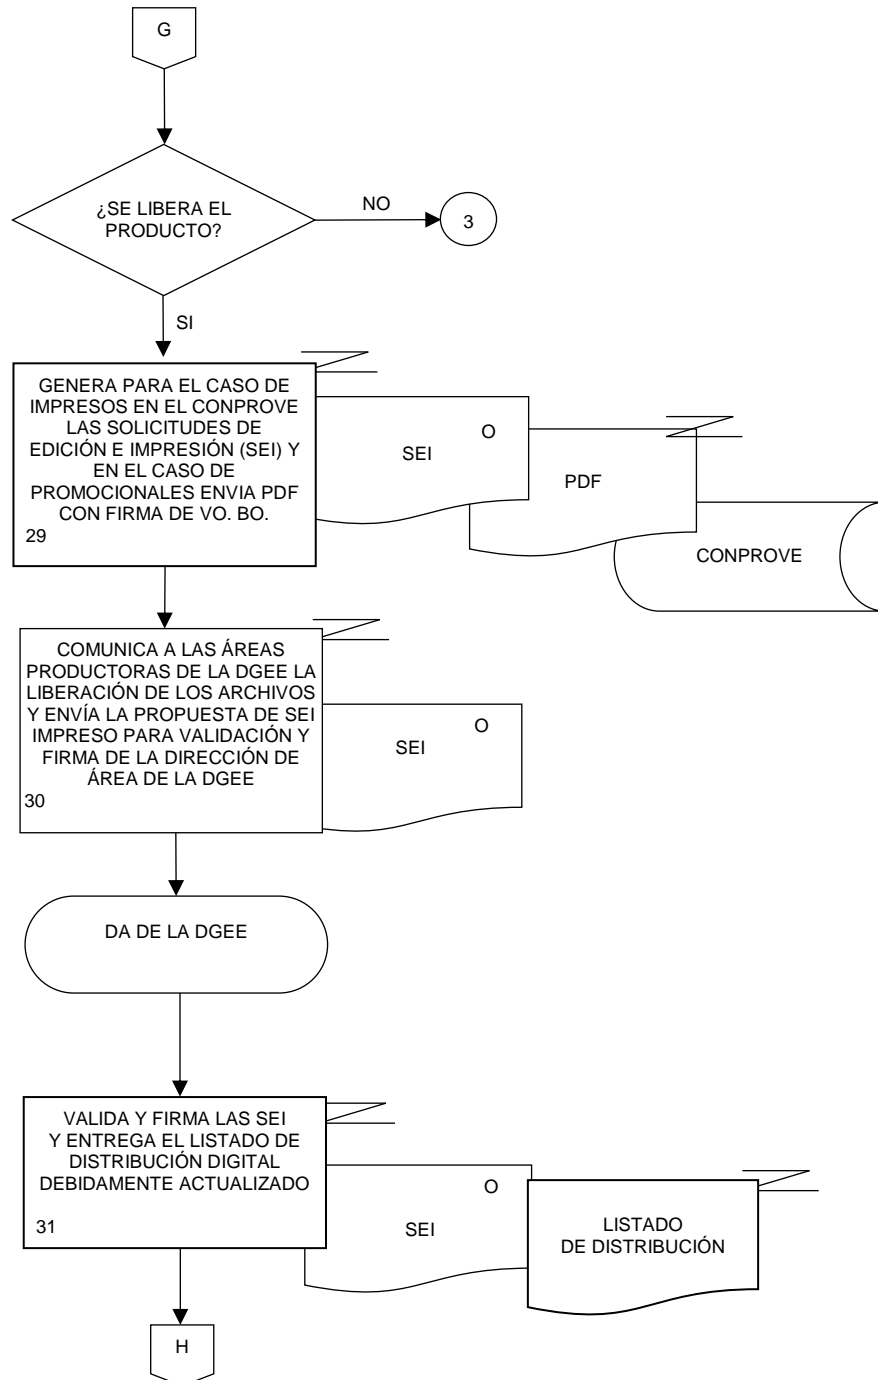 G
¿SE LIBERA EL
PRODUCTO?
NO
3
SI
GENERA PARA EL CASO DE
IMPRESOS EN EL CONPROVE
LAS SOLICITUDES DE
EDICIÓN E IMPRESIÓN (SEI) Y
EN EL CASO DE
PROMOCIONALES ENVIA PDF
CON FIRMA DE VO. BO.
29
O
SEI
PDF
CONPROVE
COMUNICA A LAS ÁREAS
PRODUCTORAS DE LA DGEE LA
LIBERACIÓN DE LOS ARCHIVOS
Y ENVÍA LA PROPUESTA DE SEI
IMPRESO PARA VALIDACIÓN Y
FIRMA DE LA DIRECCIÓN DE
ÁREA DE LA DGEE
30
O
SEI
DA DE LA DGEE
VALIDA Y FIRMA LAS SEI
Y ENTREGA EL LISTADO DE
DISTRIBUCIÓN DIGITAL
DEBIDAMENTE ACTUALIZADO
31
O
SEI
LISTADO
DE DISTRIBUCIÓN
H